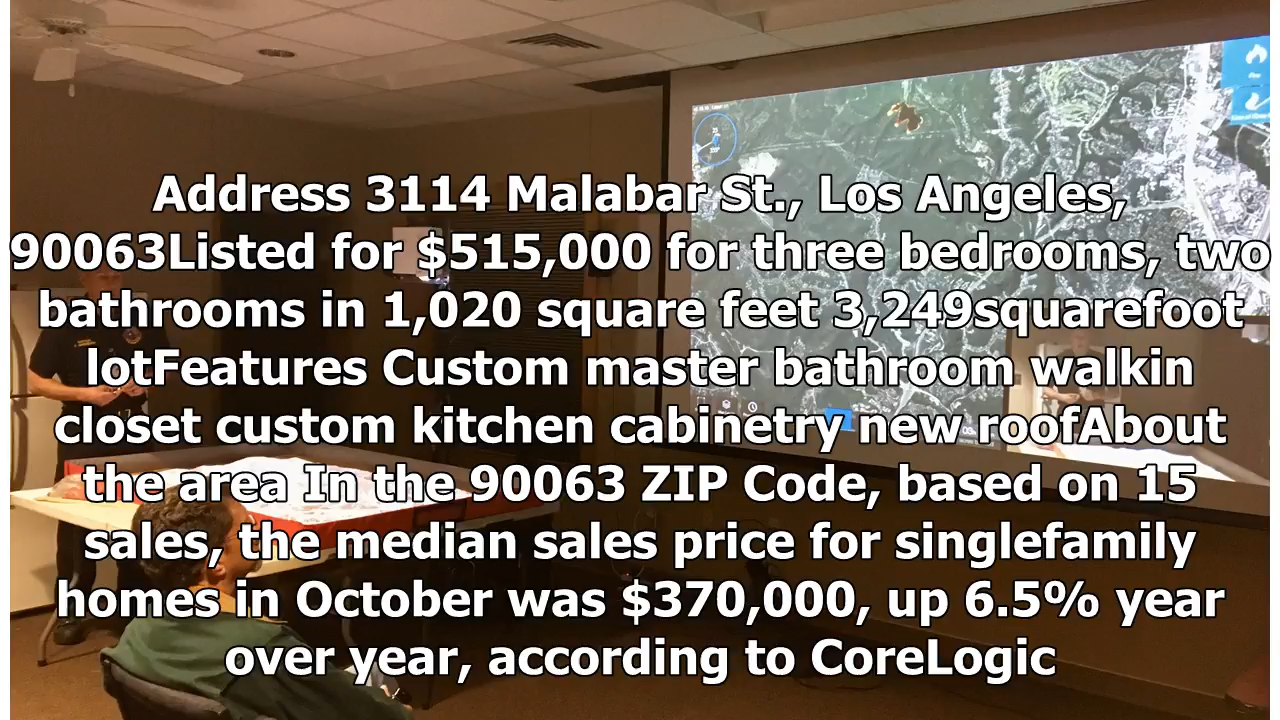 Address 3114 Malabar St., Los Angeles,
90063Listed for $515,000 for three bedrooms, two
bathrooms in 1,020 square feet 3,249squarefoot
lotFeatures Custom master bathroom walkin
closet custom kitchen cabinetry new roofAbout
the area In the 90063 ZIP Code, based on 15
sales, the median sales price for singlefamily
homes in October was $370,000, up 6.5% year
over year, according to CoreLogic